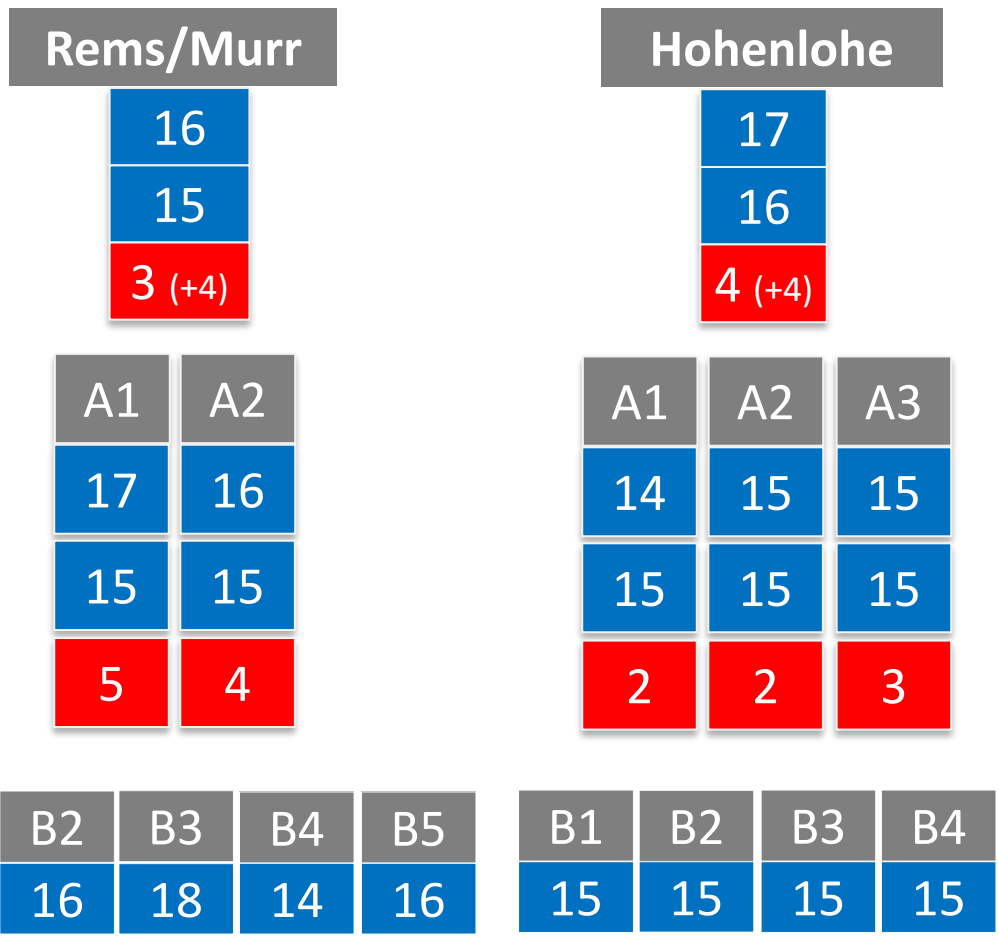 Rems/Murr
16
15
3 (+4)
A1 A2
17 16
15 15
5 4
B2 B3 B4 B5
16 18 14 16
Hohenlohe
17
16
4 (+4)
A1 A2 A3
14 15 15
15 15 15
2 2 3
B1 B2 B3 B4
15 15 15 15